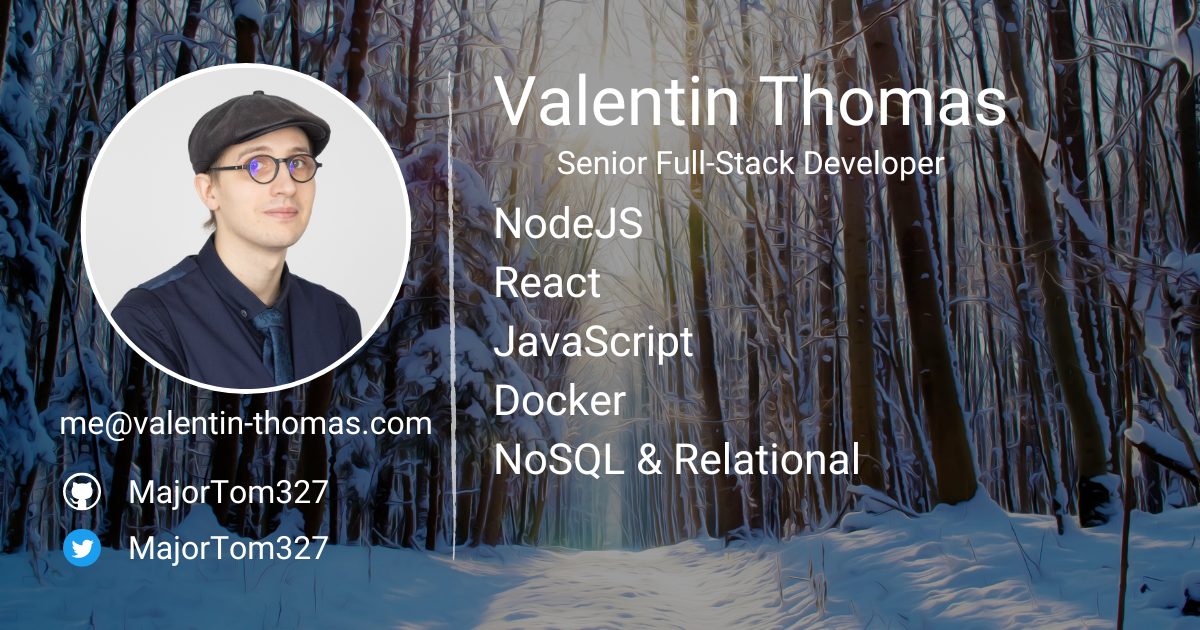 Valentin Thomas
Senior Full-Stack Developer
NodeJS
React
JavaScript
Docker
NoSQL & Relational
me@valentin-thomas.com
MajorTom327
MajorTom327